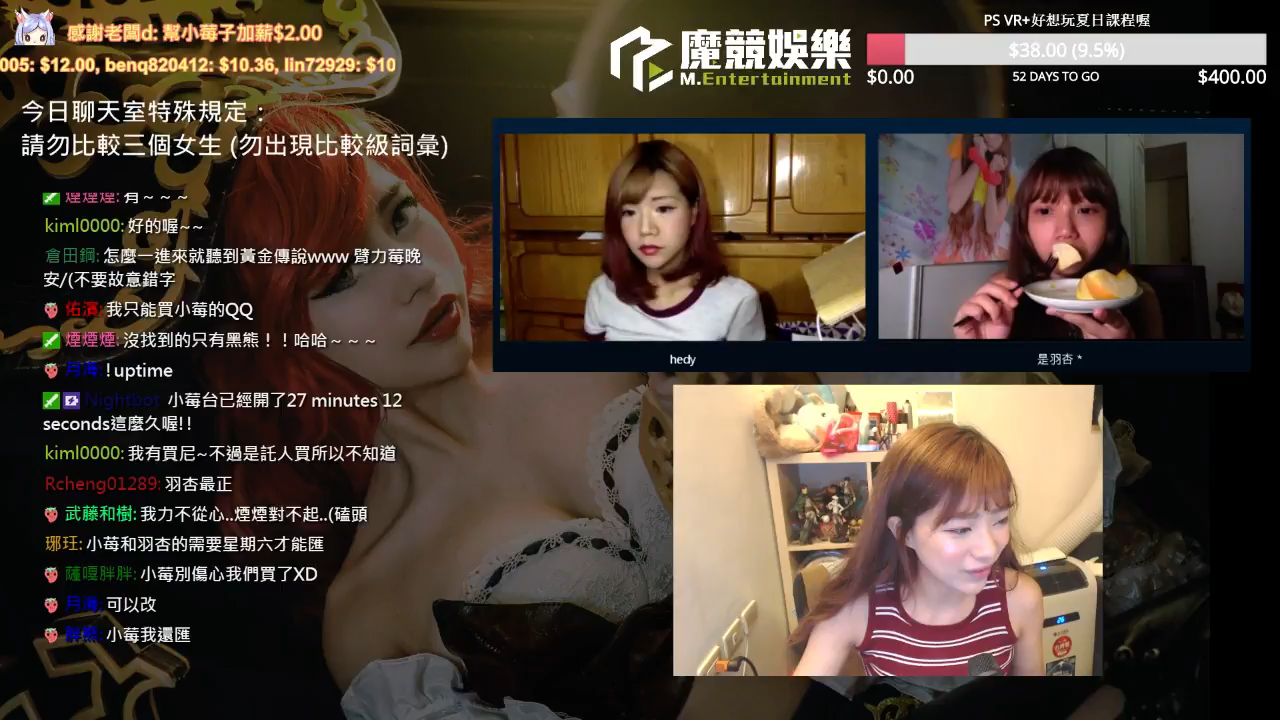 感謝老闆d: 幫小莓子加薪$2.00
005: $12.00, benq820412: $10.36, lin72929: $10
今日聊天室特殊規定：
請勿比較三個女生 (勿出現比較級詞彙)
煙煙煙: 有～～～
kiml0000: 好的喔~~
倉田鋼: 怎麼一進來就聽到黃金傳說www 臂力莓晚
安/(不要故意錯字
佑濱: 我只能買小莓的QQ
煙煙煙: 沒找到的只有黑熊！！哈哈～～～
月海: !uptime
Nightbot: 小莓台已經開了27 minutes 12
seconds這麼久喔!!
kiml0000: 我有買尼~不過是託人買所以不知道
Rcheng01289: 羽杏最正
武藤和樹: 我力不從心..煙煙對不起..(磕頭
琊玨: 小莓和羽杏的需要星期六才能匯
薩嘎胖胖: 小莓別傷心我們買了XD
月海: 可以改
小莓我還匯
魔競娛樂
M.Entertainment
PS VR+好想玩夏日課程喔
$38.00 (9.5%)
$0.00
52 DAYS TO GO
$400.00
hedy
是羽杏 *